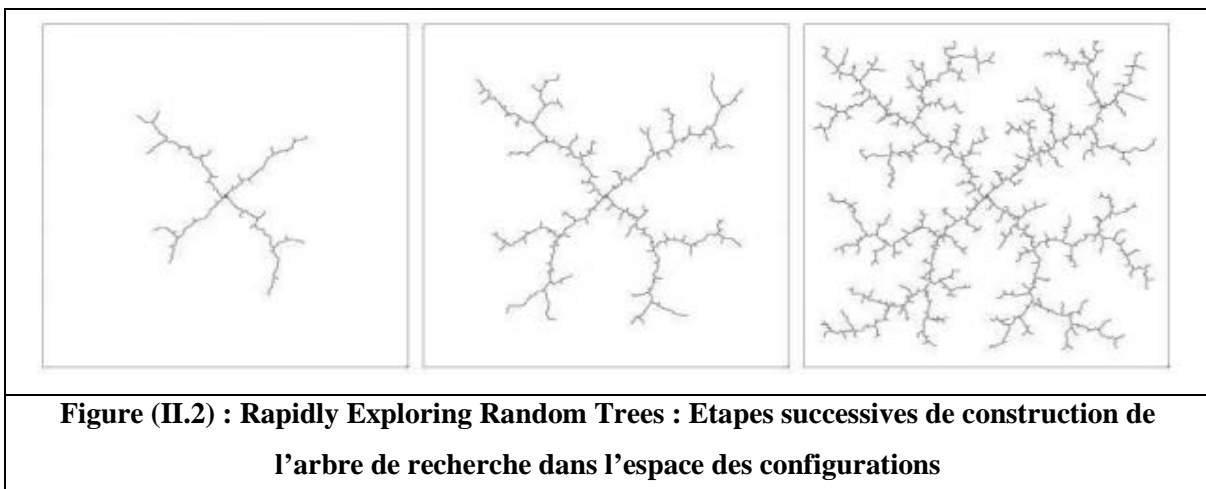 Figure (II.2) : Rapidly Exploring Random Trees : Etapes successives de construction de
l’arbre de recherche dans l’espace des configurations